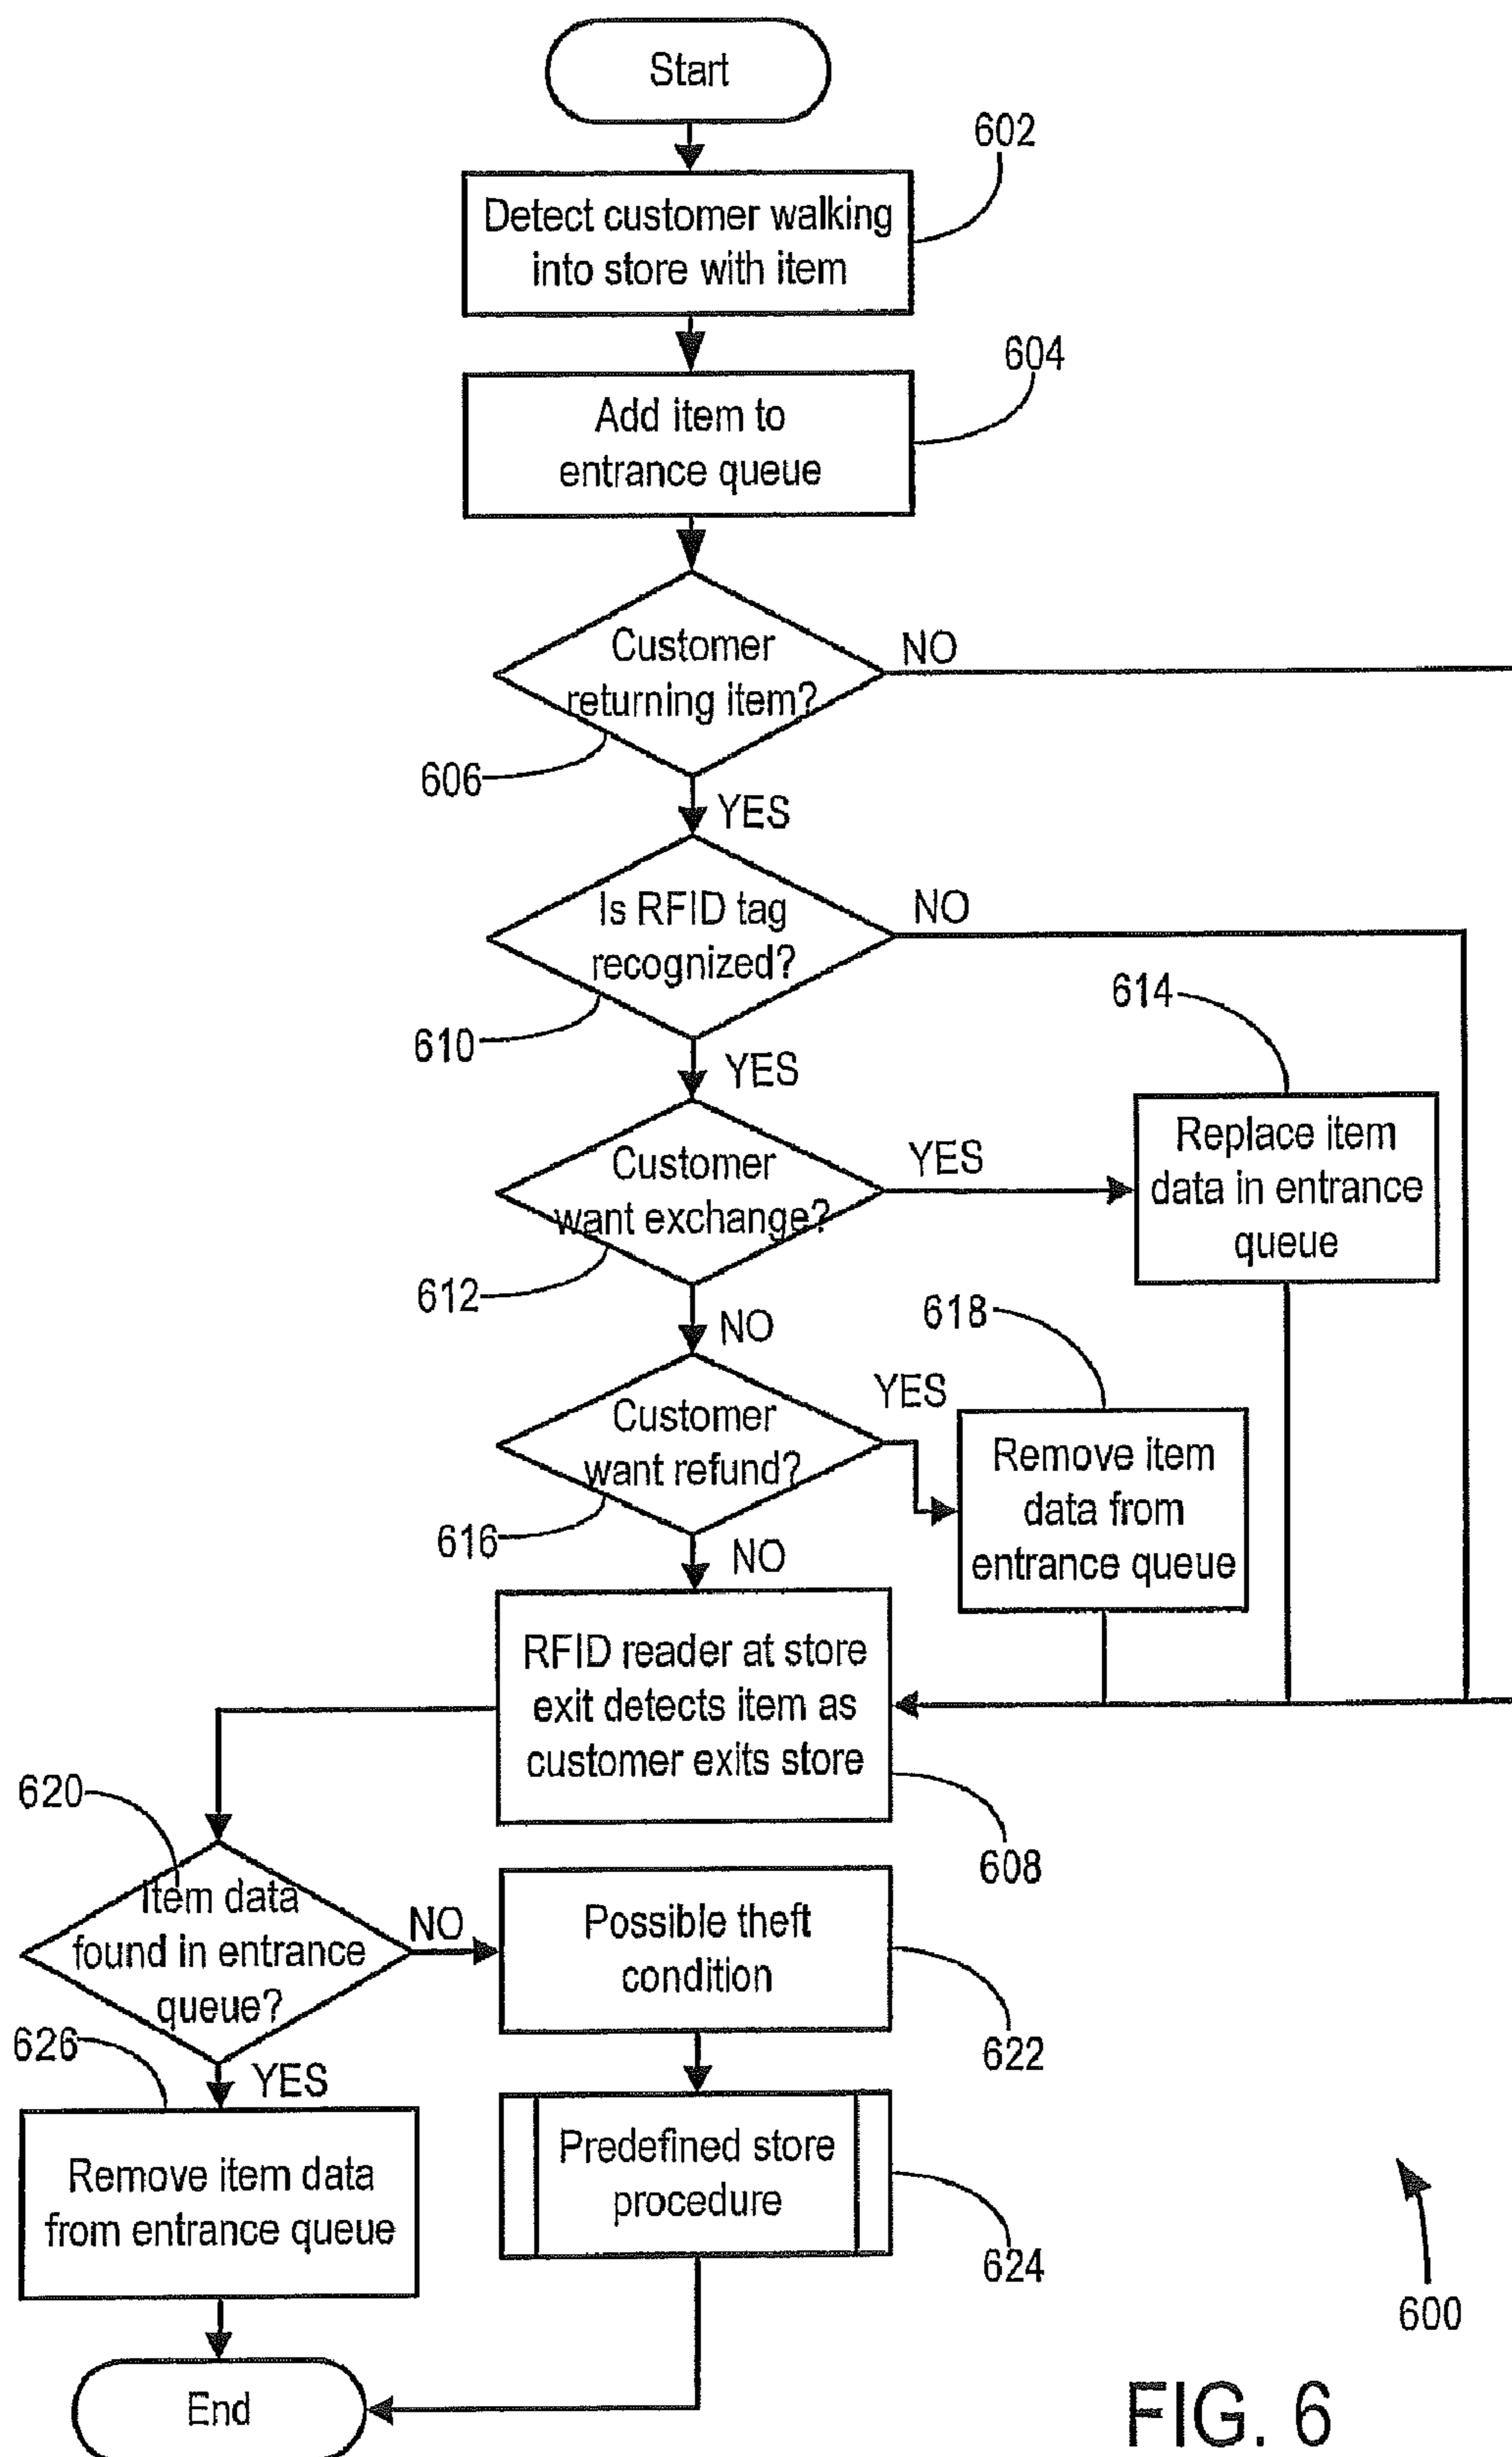 Start
602
Detect customer walking
into store with item
604
Add item to
entrance queue
Customer
returning item?
NO
606
YES
Is RFID tag
recognized?
NO
610
YES
614
Replace item
data in entrance
queue
Customer
want exchange?
YES
612
NO
618
Customer
want refund?
YES
Remove item
data from
entrance queue
616
NO
RFID reader at store
exit detects item as
customer exits store
608
620
Item data
found in entrance
queue?
NO
Possible theft
condition
622
626
YES
Remove item data
from entrance queue
Predefined store
procedure
624
600
End
FIG. 6